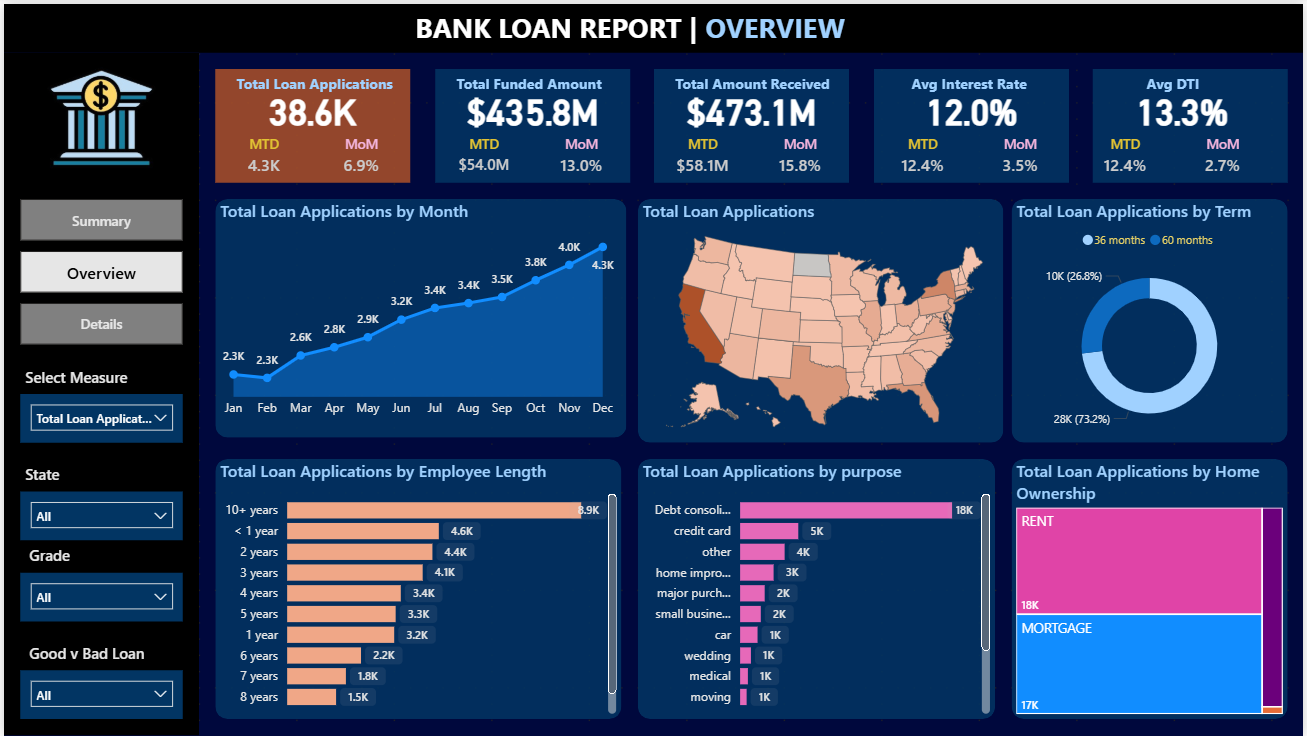 BANK LOAN REPORT | OVERVIEW
$
Summary
Overview
Details
Select Measure
Total Loan Applicat...
State
All
Grade
All
Good v Bad Loan
All
Total Loan Applications
38.6K
MTD MoM
4.3K 6.9%
Total Funded Amount
$435.8M
MTD MoM
$54.0M 13.0%
Total Amount Received
$473.1M
MTD MoM
$58.1M 15.8%
Avg Interest Rate
12.0%
MTD MoM
12.4% 3.5%
Avg DTI
13.3%
MTD MoM
12.4% 2.7%
Total Loan Applications by Month
2.3K 2.3K 2.6K 2.8K 2.9K 3.2K 3.4K 3.4K 3.5K 3.8K 4.0K 4.3K
Jan Feb Mar Apr May Jun Jul Aug Sep Oct Nov Dec
Total Loan Applications
Total Loan Applications by Term
36 months 60 months
10K (26.8%)
28K (73.2%)
Total Loan Applications by Employee Length
10+ years 8.9K
< 1 year 4.6K
2 years 4.4K
3 years 4.1K
4 years 3.4K
5 years 3.3K
1 year 3.2K
6 years 2.2K
7 years 1.8K
8 years 1.5K
Total Loan Applications by purpose
Debt consoli... 18K
credit card 5K
other 4K
home impro... 3K
major purch... 2K
small busine... 2K
car 1K
wedding 1K
medical 1K
moving 1K
Total Loan Applications by Home
Ownership
RENT
18K
MORTGAGE
17K